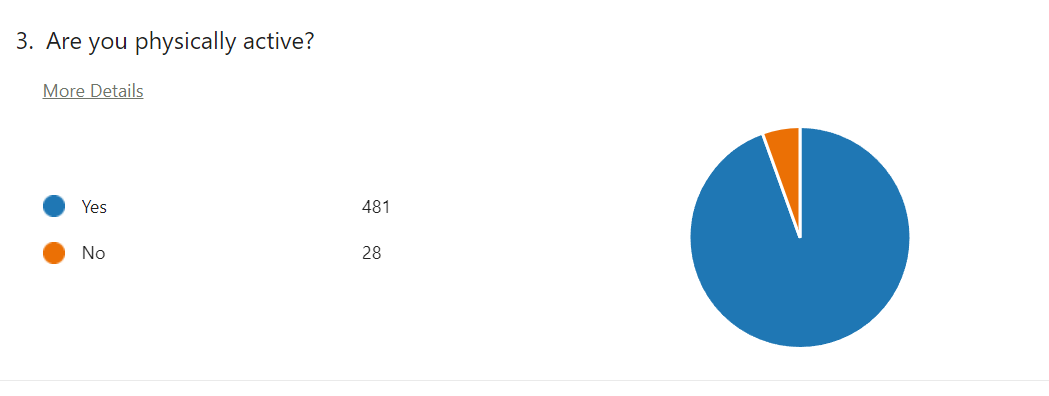 3. Are you physically active?
More Details
Yes 481
No 28